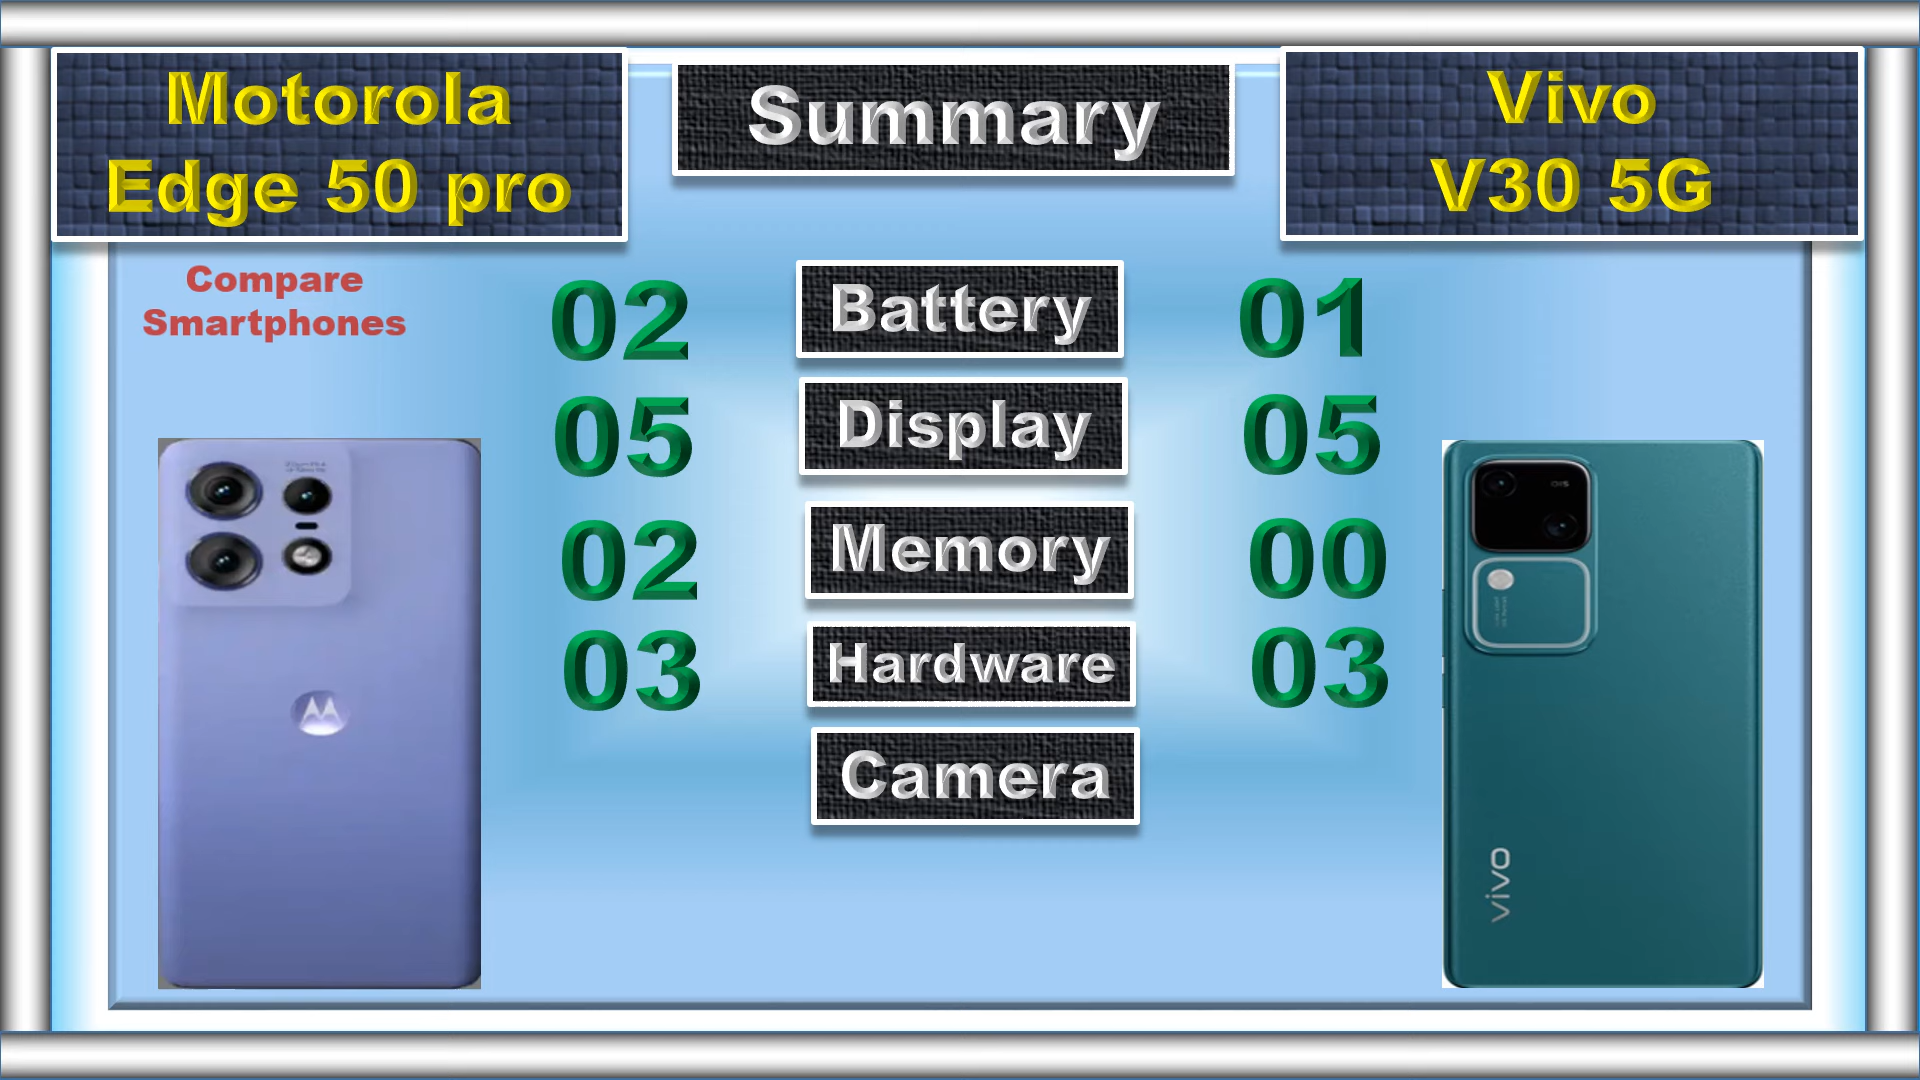 Motorola
Edge 50 pro
Summary
Vivo
V30 5G
Compare
Smartphones
02 Battery 01
05 Display 05
02 Memory 00
03 Hardware 03
Camera
OIS
vivo